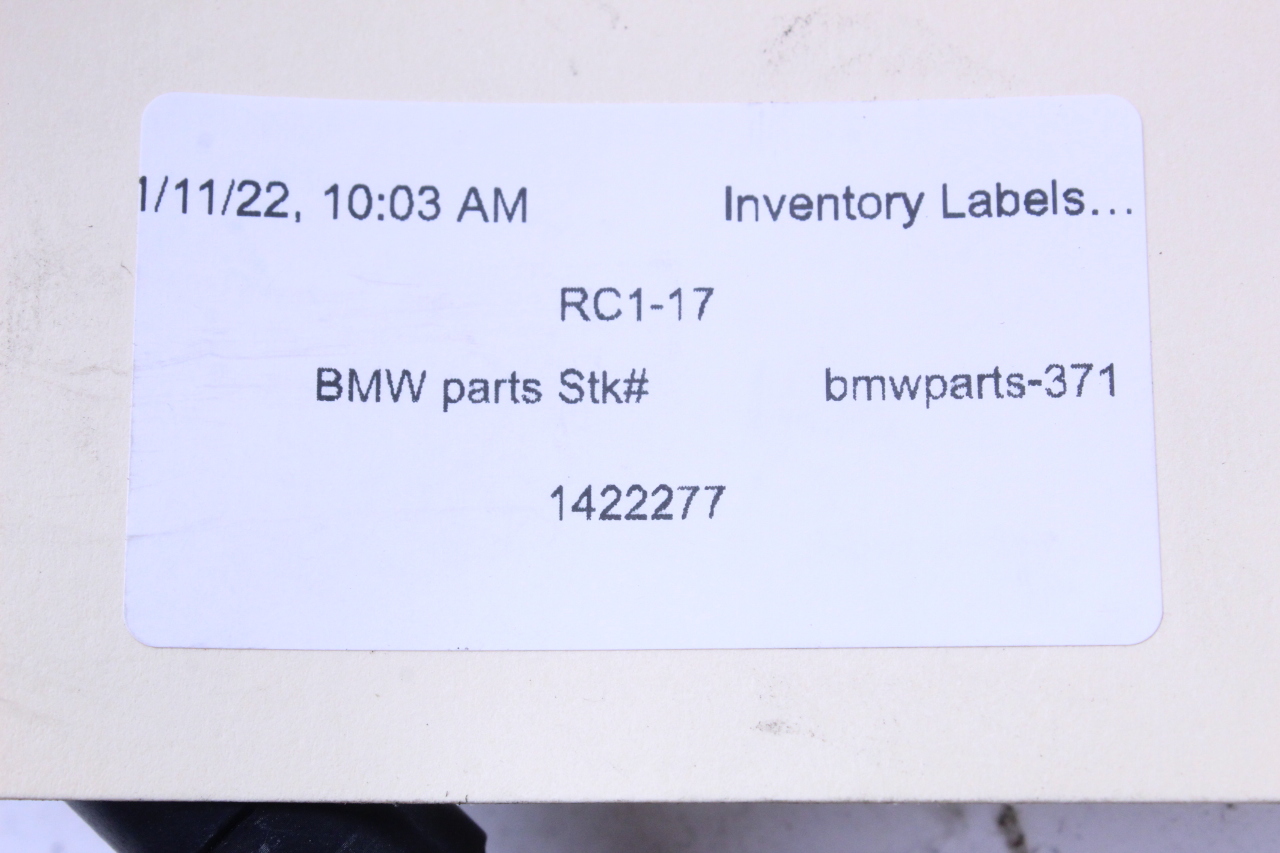 1/11/22, 10:03 AM Inventory Labels...
RC1-17
BMW parts Stk# bmwparts-371
1422277